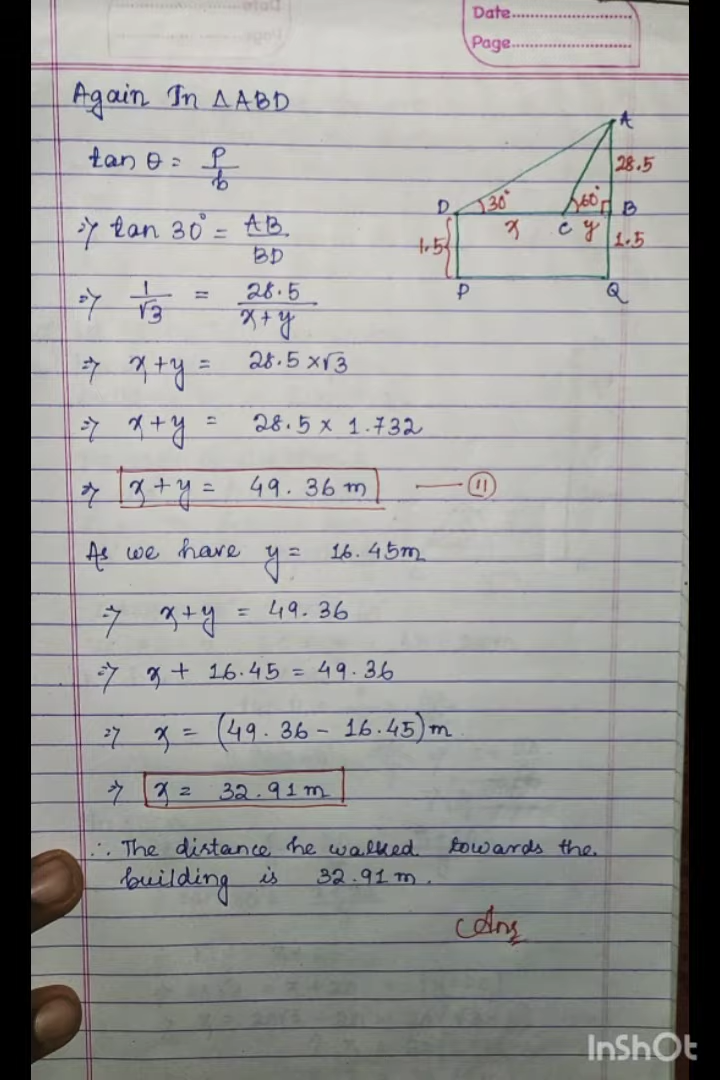 Date..............................
Page..............................
Again In △ABD
tan θ = P/b
⇒ tan 30° = AB/BD
⇒ 1/√3 = 28.5/x+y
⇒ x+y = 28.5 × √3
⇒ x+y = 28.5 × 1.732
⇒ x+y = 49.36 m —— (11)
As we have y = 16.45m
⇒ x+y = 49.36
⇒ x + 16.45 = 49.36
⇒ x = (49.36 - 16.45) m
⇒ x = 32.91 m
∴ The distance he walked towards the
building is 32.91 m.
Ans
A
28.5
D 30° 60° B
1.5 x C y 1.5
P Q
InShOt